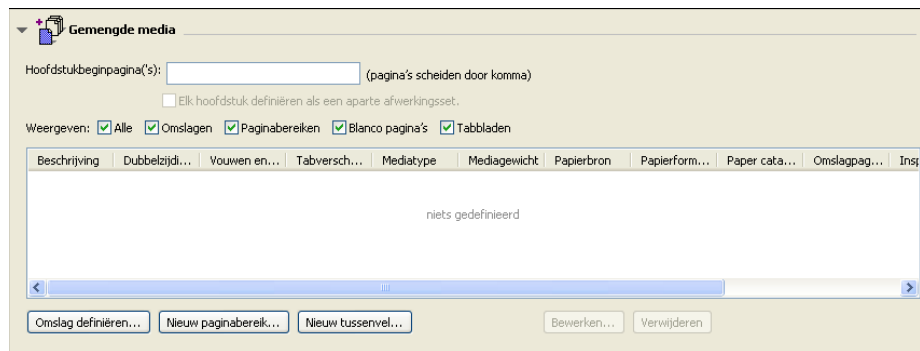 Gemengde media
Hoofdstukbeginpagina('s): (pagina's scheiden door komma)
Elk hoofdstuk definiëren als een aparte afwerkingsset.
Weergeven: Alle Omslagen Paginabereiken Blanco pagina's Tabbladen
Beschrijving Dubbelzijdi... Vouwen en... Tabversch... Mediatype Mediagewicht Papierbron Papierform... Paper cata... Omslagpag... Insp
niets gedefinieerd
Omslag definiëren... Nieuw paginabereik... Nieuw tussenvel... Bewerken... Verwijderen